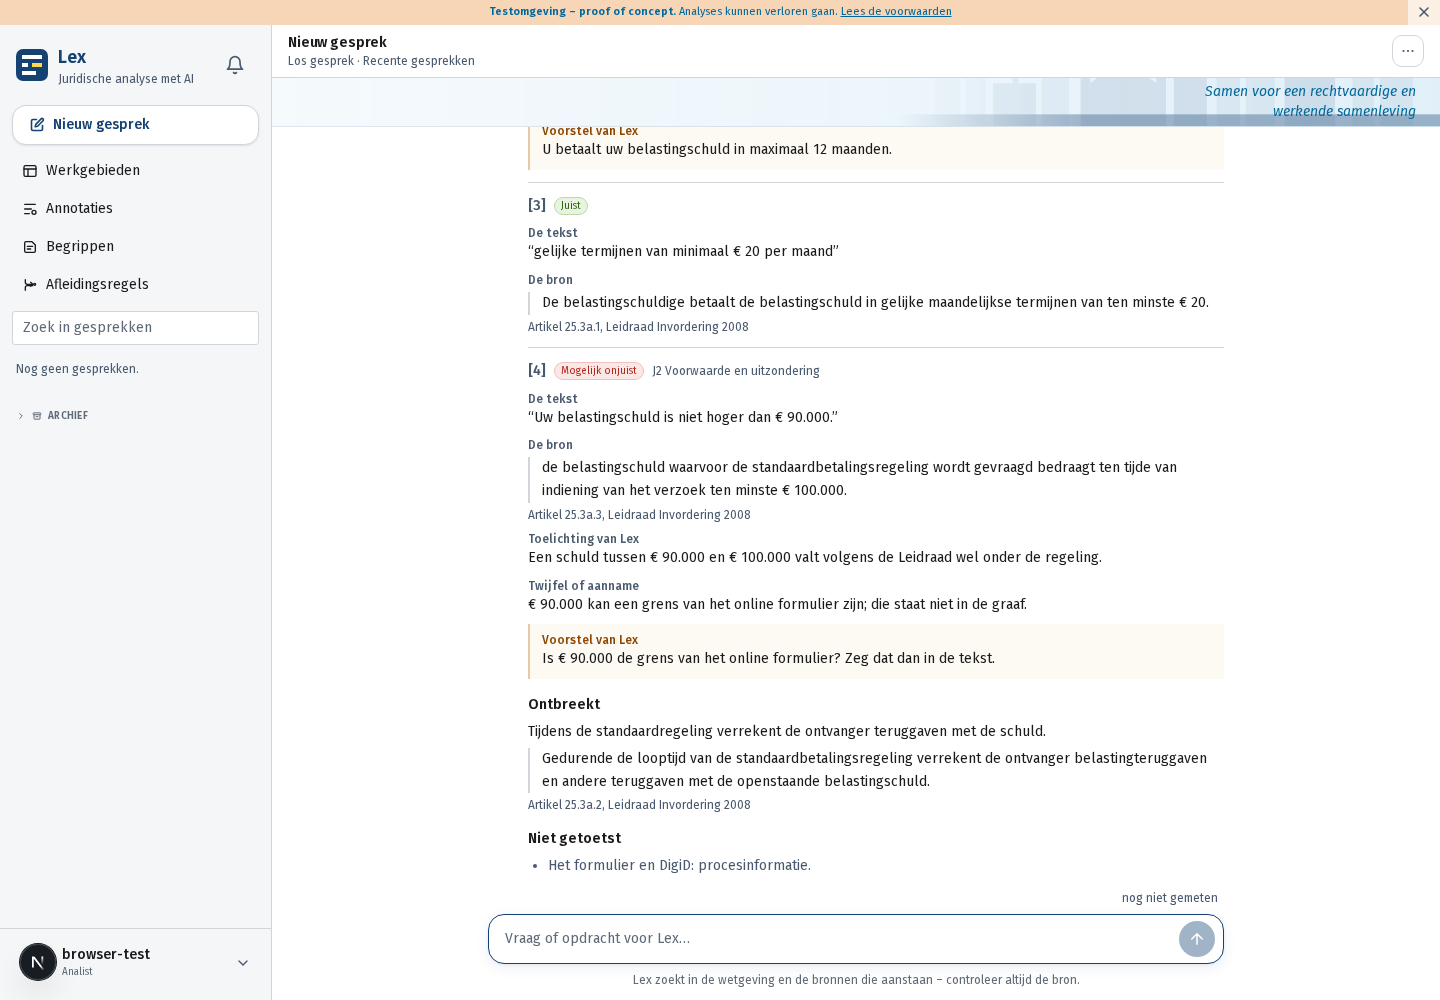 Testomgeving – proof of concept. Analyses kunnen verloren gaan. Lees de voorwaarden
Lex
Juridische analyse met AI
Nieuw gesprek
Werkgebieden
Annotaties
Begrippen
Afleidingsregels
Zoek in gesprekken
Nog geen gesprekken.
ARCHIEF
N
browser-test
Analist
Nieuw gesprek
Los gesprek · Recente gesprekken
Samen voor een rechtvaardige en
werkende samenleving
Voorstel van Lex
U betaalt uw belastingschuld in maximaal 12 maanden.
[3] Juist
De tekst
“gelijke termijnen van minimaal € 20 per maand”
De bron
De belastingschuldige betaalt de belastingschuld in gelijke maandelijkse termijnen van ten minste € 20.
Artikel 25.3a.1, Leidraad Invordering 2008
[4] Mogelijk onjuist J2 Voorwaarde en uitzondering
De tekst
“Uw belastingschuld is niet hoger dan € 90.000.”
De bron
de belastingschuld waarvoor de standaardbetalingsregeling wordt gevraagd bedraagt ten tijde van
indiening van het verzoek ten minste € 100.000.
Artikel 25.3a.3, Leidraad Invordering 2008
Toelichting van Lex
Een schuld tussen € 90.000 en € 100.000 valt volgens de Leidraad wel onder de regeling.
Twijfel of aanname
€ 90.000 kan een grens van het online formulier zijn; die staat niet in de graaf.
Voorstel van Lex
Is € 90.000 de grens van het online formulier? Zeg dat dan in de tekst.
Ontbreekt
Tijdens de standaardregeling verrekent de ontvanger teruggaven met de schuld.
Gedurende de looptijd van de standaardbetalingsregeling verrekent de ontvanger belastingteruggaven
en andere teruggaven met de openstaande belastingschuld.
Artikel 25.3a.2, Leidraad Invordering 2008
Niet getoetst
• Het formulier en DigiD: procesinformatie.
nog niet gemeten
Vraag of opdracht voor Lex…
Lex zoekt in de wetgeving en de bronnen die aanstaan – controleer altijd de bron.